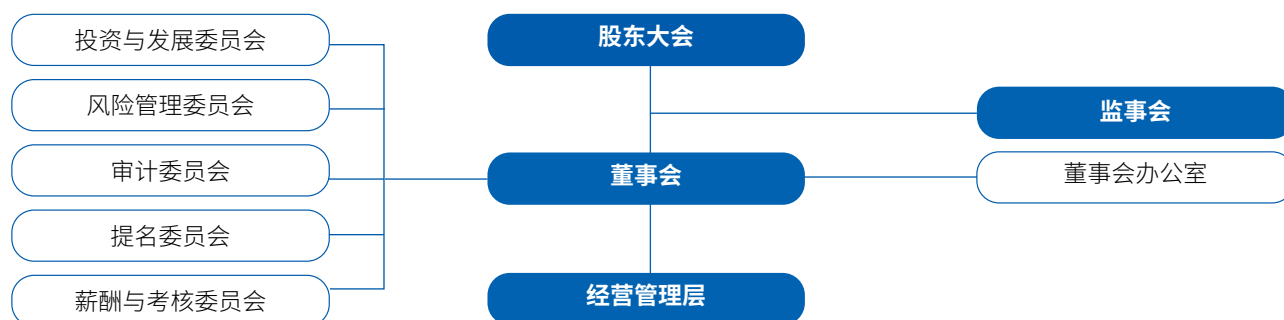 投资与发展委员会
风险管理委员会
审计委员会
提名委员会
薪酬与考核委员会
股东大会
董事会
经营管理层
监事会
董事会办公室